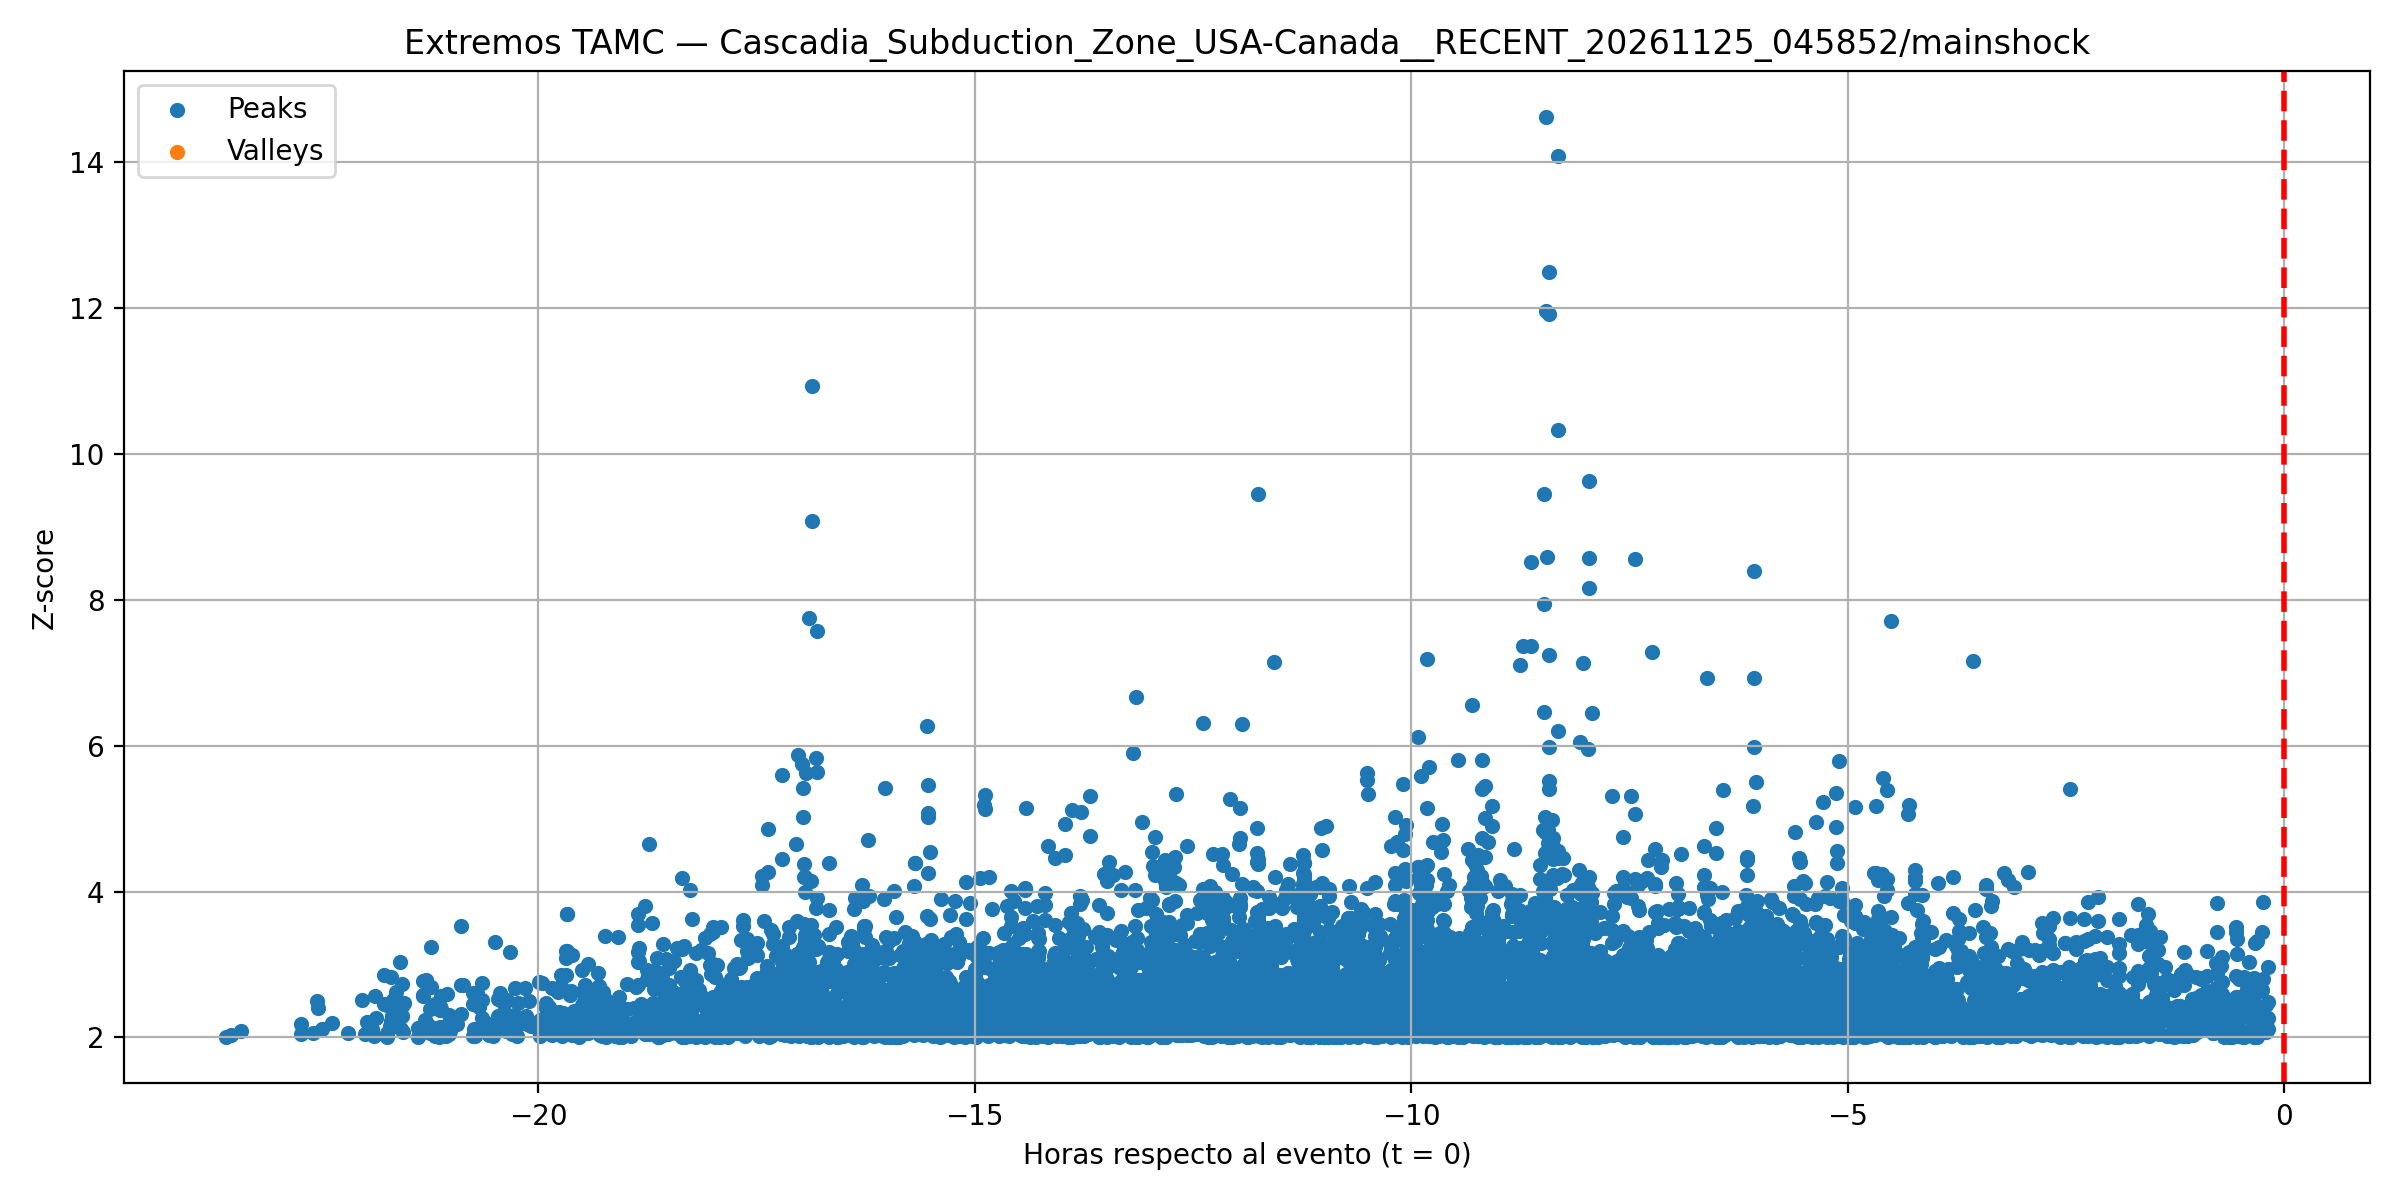 Extremos TAMC — Cascadia_Subduction_Zone_USA-Canada__RECENT_20261125_045852/mainshock
Peaks
Valleys
Z-score
14
12
10
8
6
4
2
−20
−15
−10
−5
0
Horas respecto al evento (t = 0)